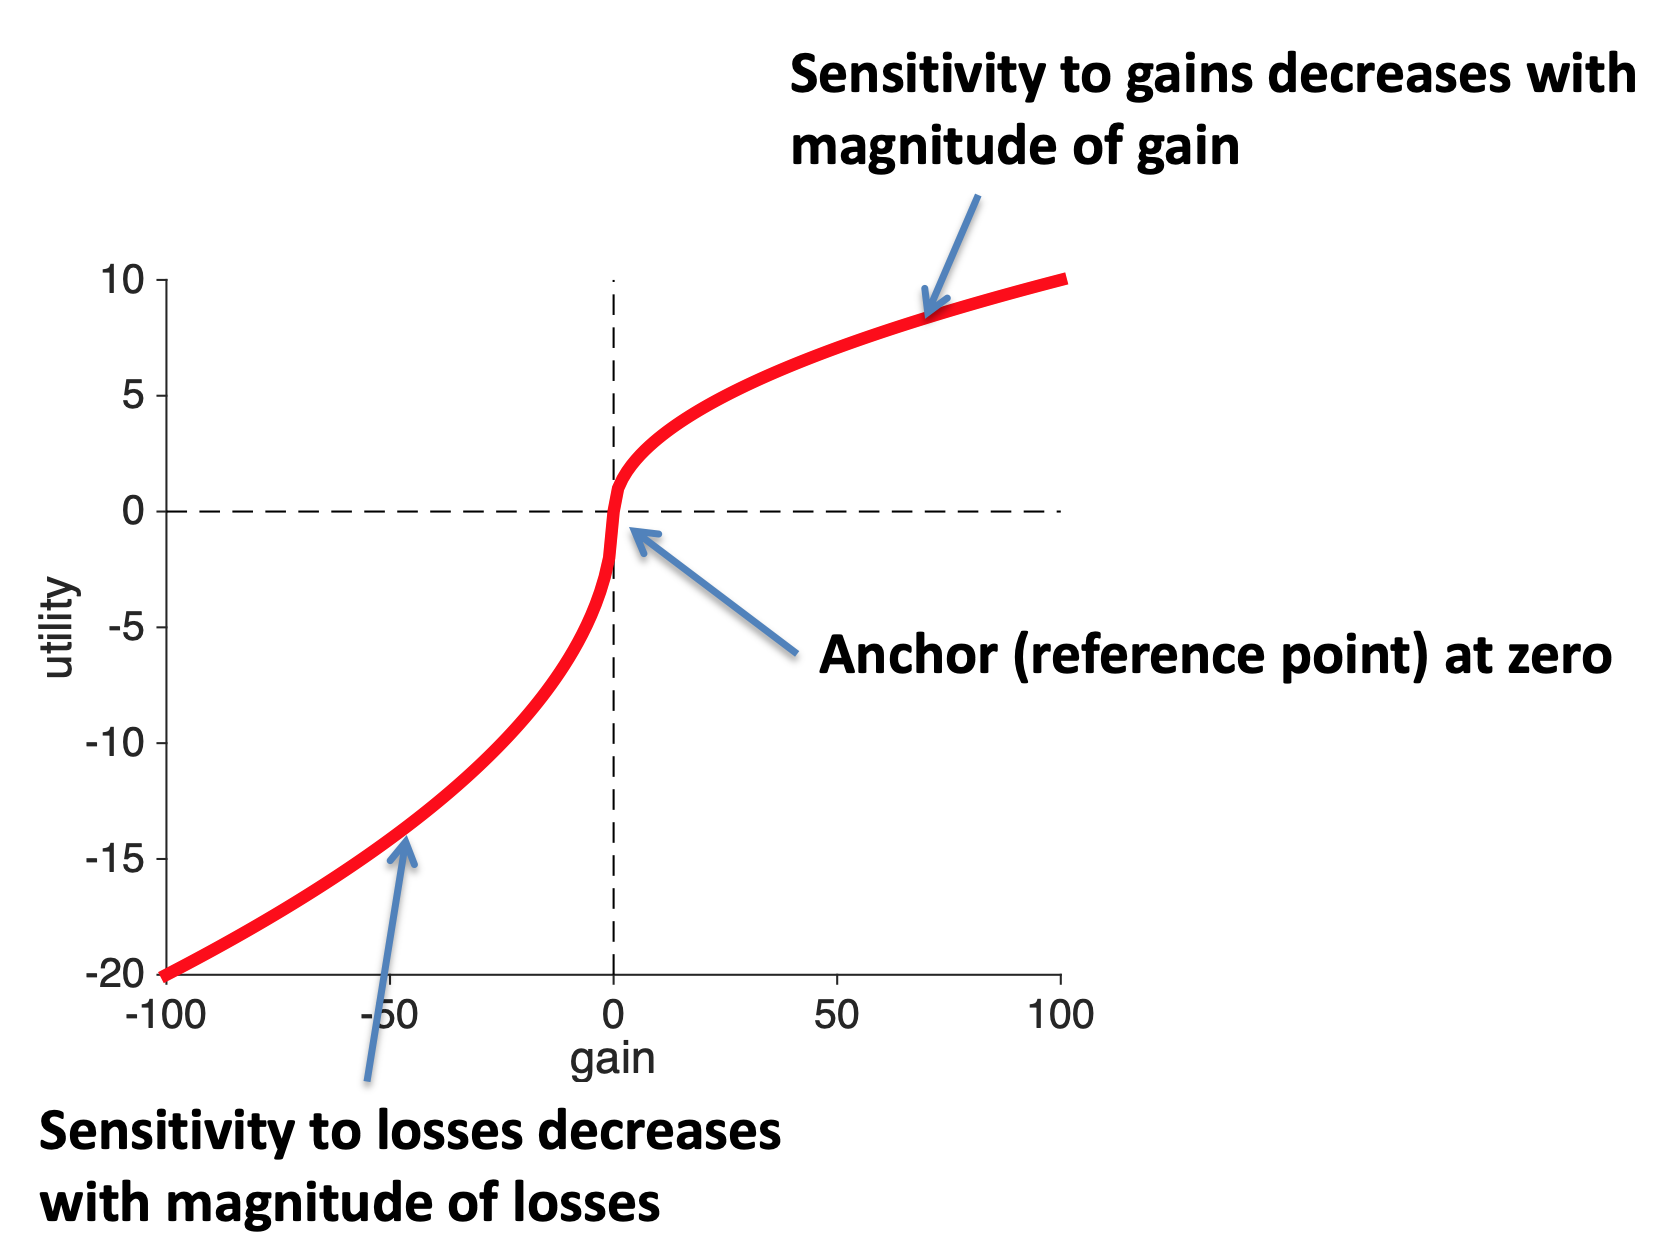 Sensitivity to gains decreases with
magnitude of gain
10
5
0
-5
-10
-15
-20
utility
Anchor (reference point) at zero
-100
-50
0
50
100
gain
Sensitivity to losses decreases
with magnitude of losses